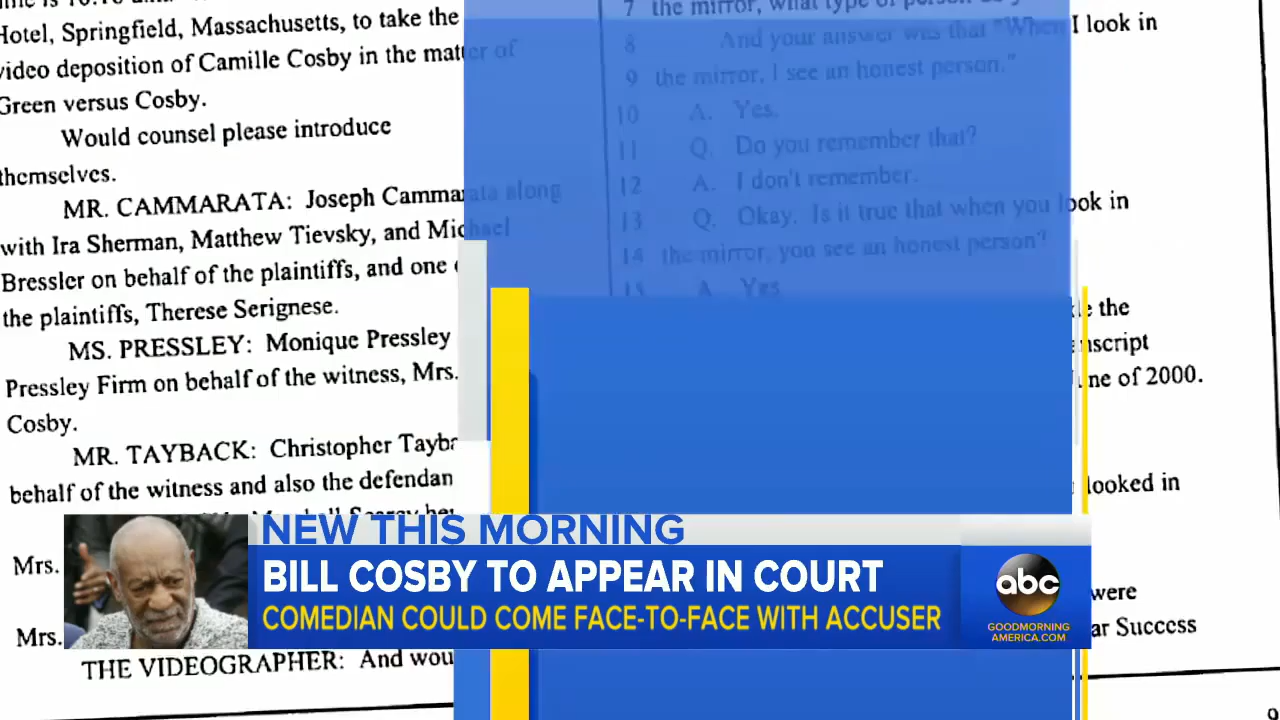 Hotel, Springfield, Massachusetts, to take the
video deposition of Camille Cosby in the matter of
Green versus Cosby.
Would counsel please introduce
themselves.
MR. CAMMARATA: Joseph Cammarata along
with Ira Sherman, Matthew Tievsky, and Michael
Bressler on behalf of the plaintiffs, and one
the plaintiffs, Therese Serignese.
MS. PRESSLEY: Monique Pressley
Pressley Firm on behalf of the witness, Mrs.
Cosby.
MR. TAYBACK: Christopher Tayba
behalf of the witness and also the defendan
Mrs.
Mrs.
THE VIDEOGRAPHER: And wou
7 the mirror, what type of person
8 And your answer was that "When I look in
9 the mirror, I see an honest person."
10 A. Yes.
11 Q. Do you remember that?
12 A. I don't remember.
13 Q. Okay. Is it true that when you look in
14 the mirror, you see an honest person?
15 A Yes
the
nscript
ne of 2000.
looked in
were
ar Success
9
NEW THIS MORNING
BILL COSBY TO APPEAR IN COURT
COMEDIAN COULD COME FACE-TO-FACE WITH ACCUSER
abc
GOODMORNING
AMERICA.COM